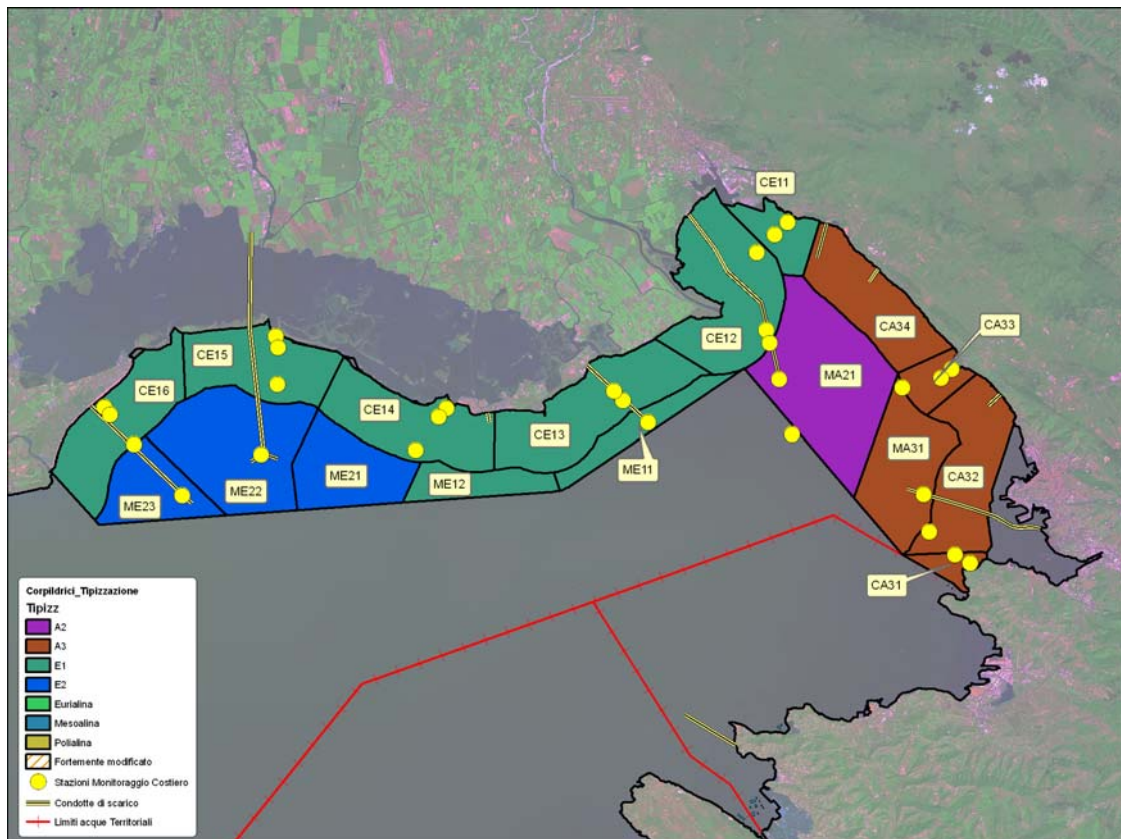 CE11
CA33
CA34
CE12
CE15
MA21
CE16
CE14
CE13
MA31
ME11
ME21
CA32
ME22
ME12
ME23
CA31
Corpildrici_Tipizzazione
Tipizz
A2
A3
E1
E2
Eurialina
Mesoalina
Polialina
Fortemente modificato
Stazioni Monitoraggio Costiero
Condotte di scarico
Limiti acque Territoriali